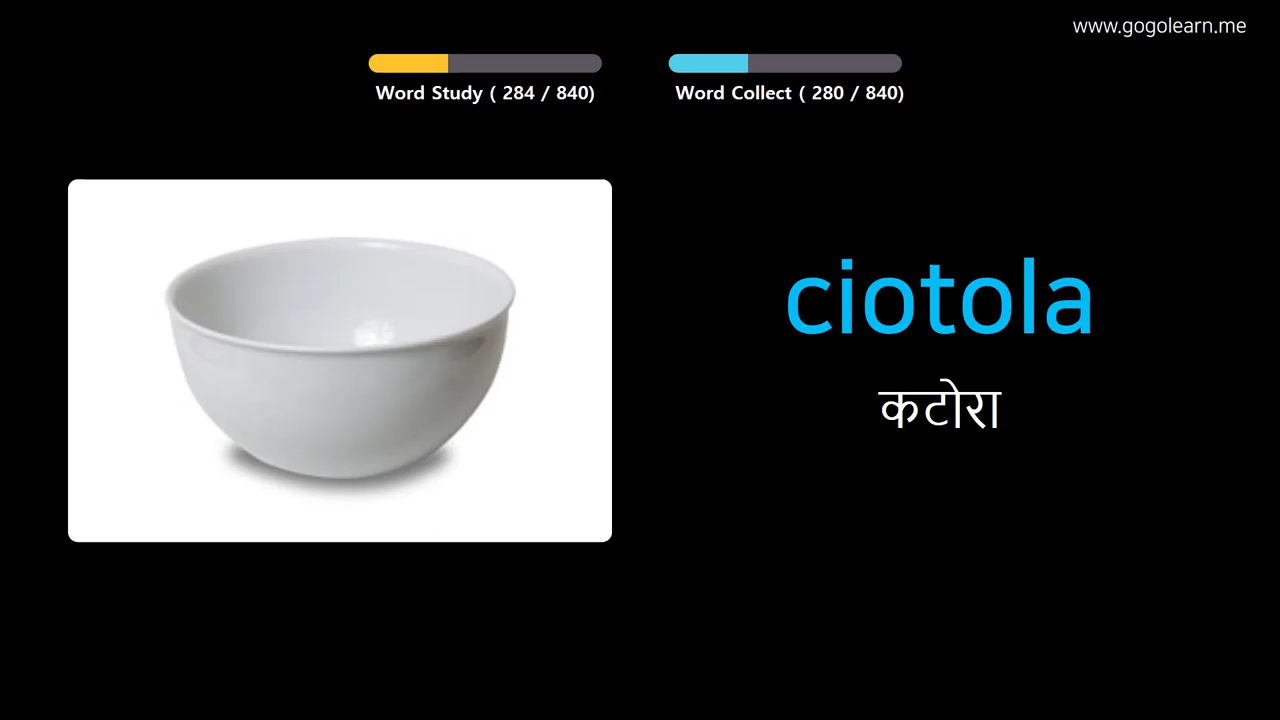 www.gogolearn.me
Word Study ( 284 / 840)
Word Collect ( 280 / 840)
ciotola
कटोरा